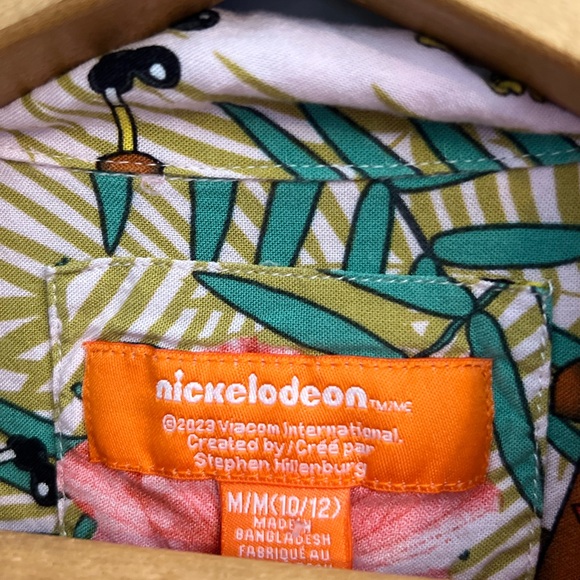 nickelodeon TM/MC
©2023 Viacom International.
Created by/Créé par
Stephen Hillenburg
M/M(10/12)
MADE IN
BANGLADESH
FABRIQUÉ AU